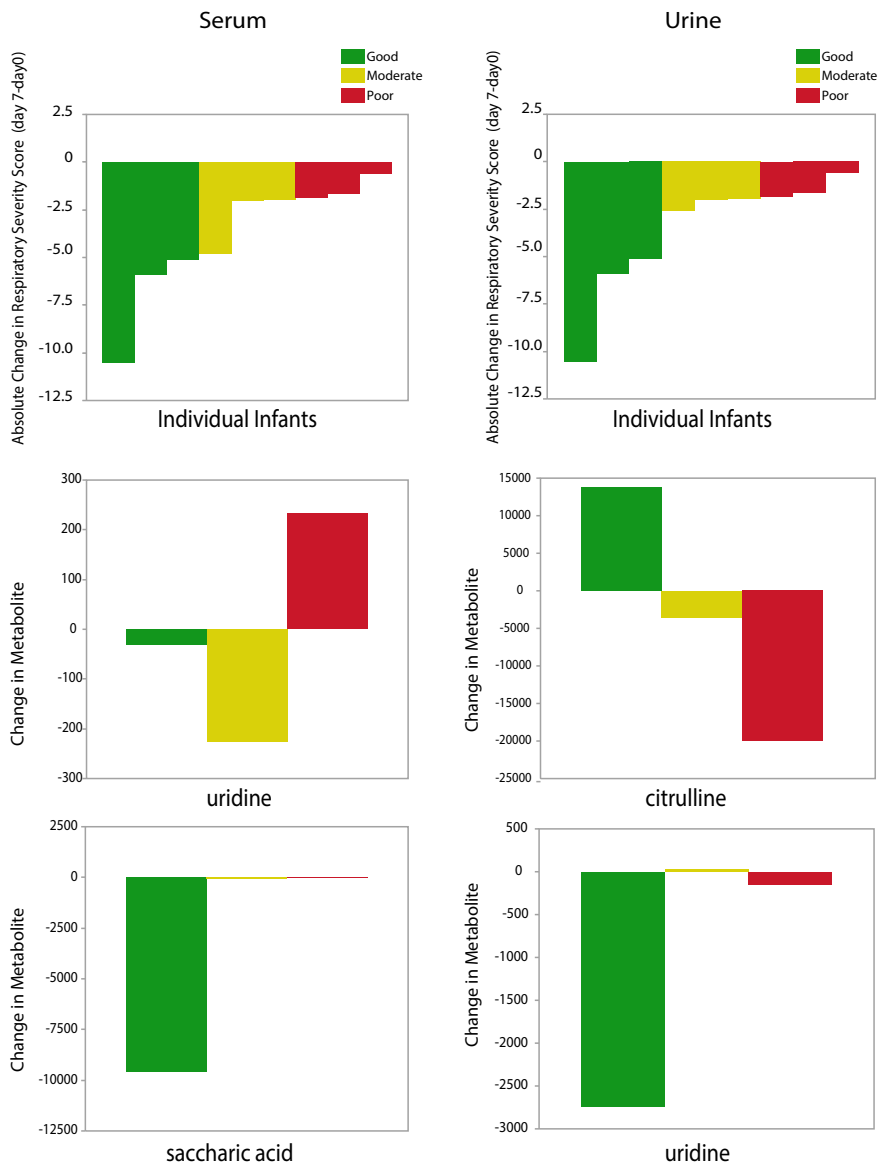 Serum
Absolute Change in Respiratory Severity Score (day 7-day0)
Good
Moderate
Poor
2.5
0
-2.5
-5.0
-7.5
-10.0
-12.5
Individual Infants
Urine
Absolute Change in Respiratory Severity Score (day 7-day0)
Good
Moderate
Poor
2.5
0
-2.5
-5.0
-7.5
-10.0
-12.5
Individual Infants
Change in Metabolite
300
200
100
0
-100
-200
-300
uridine
Change in Metabolite
15000
10000
5000
0
-5000
-10000
-15000
-20000
-25000
citrulline
Change in Metabolite
2500
0
-2500
-5000
-7500
-10000
-12500
saccharic acid
Change in Metabolite
500
0
-500
-1000
-1500
-2000
-2500
-3000
uridine